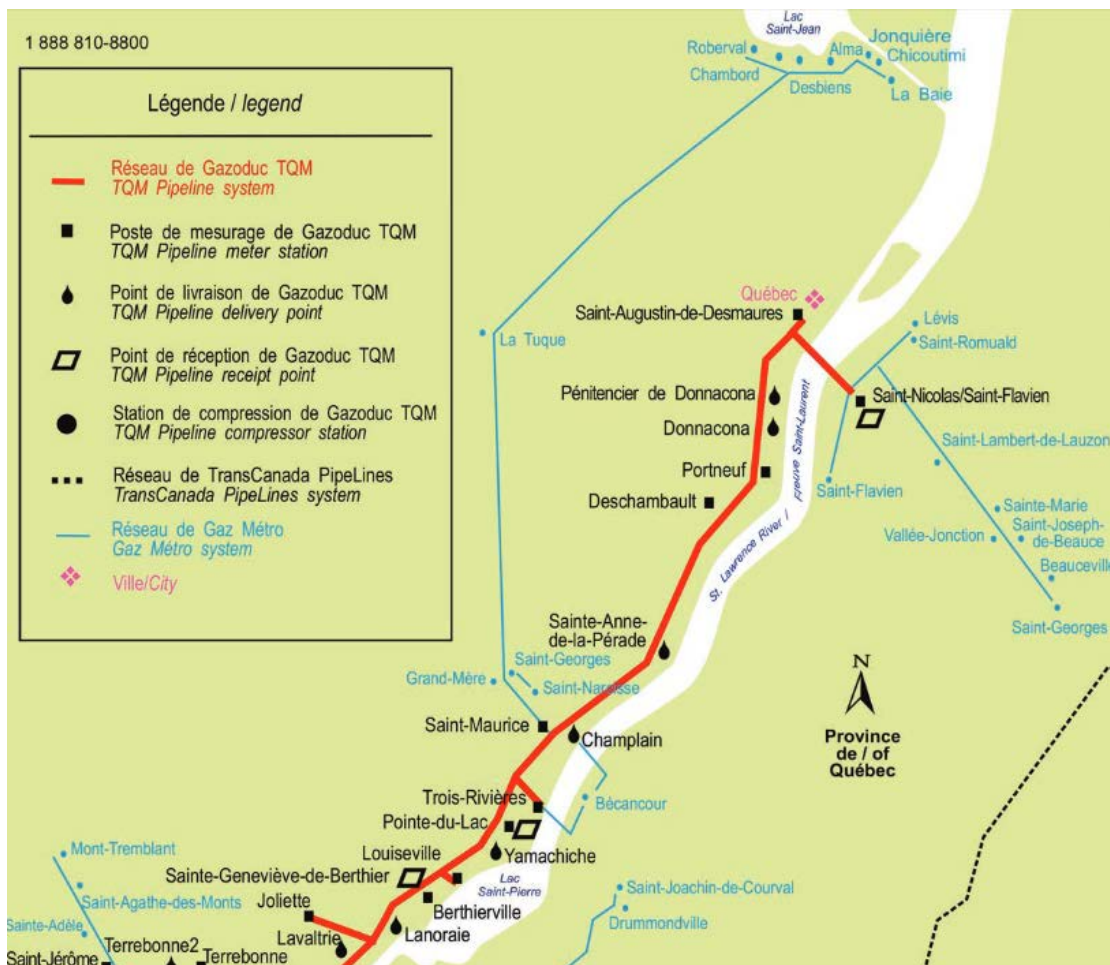 1 888 810-8800
Légende / legend
Réseau de Gazoduc TQM
TQM Pipeline system
Poste de mesurage de Gazoduc TQM
TQM Pipeline meter station
Point de livraison de Gazoduc TQM
TQM Pipeline delivery point
Point de réception de Gazoduc TQM
TQM Pipeline receipt point
Station de compression de Gazoduc TQM
TQM Pipeline compressor station
Réseau de TransCanada PipeLines
TransCanada PipeLines system
Réseau de Gaz Métro
Gaz Métro system
Ville/City
Lac
Saint-Jean
Roberval
Alma
Jonquière
Chicoutimi
Chambord
Desbiens
La Baie
La Tuque
Québec
Saint-Augustin-de-Desmaures
Lévis
Saint-Romuald
Pénitencier de Donnacona
Saint-Nicolas/Saint-Flavien
Donnacona
Saint-Lambert-de-Lauzon
Portneuf
Saint-Flavien
Deschambault
Sainte-Marie
Vallée-Jonction
Saint-Joseph-
de-Beauce
Beauceville
Saint-Georges
St. Lawrence River / Fleuve Saint-Laurent
Sainte-Anne-
de-la-Pérade
Saint-Georges
Grand-Mère
Saint-Narcisse
Saint-Maurice
Champlain
N
Province
de / of
Québec
Trois-Rivières
Bécancour
Pointe-du-Lac
Yamachiche
Louiseville
Sainte-Geneviève-de-Berthier
Lac
Saint-Pierre
Mont-Tremblant
Saint-Agathe-des-Monts
Joliette
Berthierville
Saint-Joachin-de-Courval
Drummondville
Sainte-Adèle
Lanoraie
Lavaltrie
Terrebonne2
Saint-Jérôme
Terrebonne